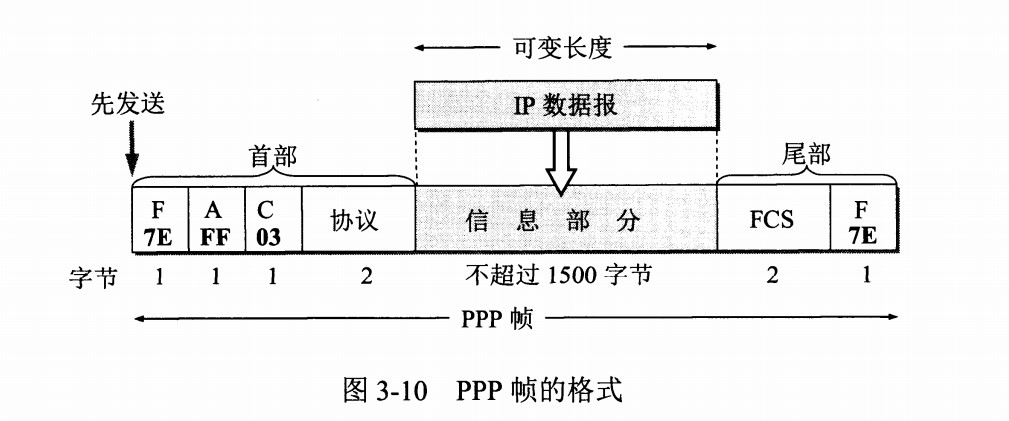 可变长度
IP 数据报
先发送
首部
尾部
F A C 协议 信息部分 FCS F
7E FF 03 7E
字节 1 1 1 2 不超过 1500 字节 2 1
PPP 帧
图 3-10 PPP 帧的格式